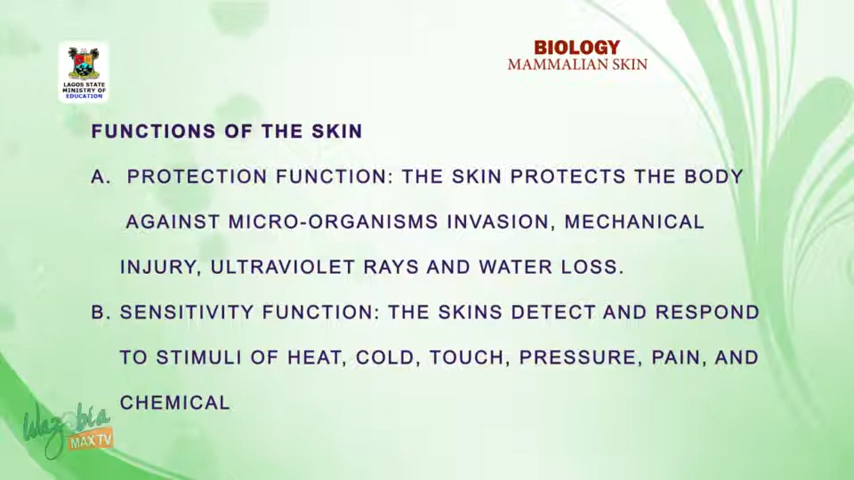 LAGOS STATE
MINISTRY OF
EDUCATION
BIOLOGY
MAMMALIAN SKIN
FUNCTIONS OF THE SKIN
A. PROTECTION FUNCTION: THE SKIN PROTECTS THE BODY
AGAINST MICRO-ORGANISMS INVASION, MECHANICAL
INJURY, ULTRAVIOLET RAYS AND WATER LOSS.
B. SENSITIVITY FUNCTION: THE SKINS DETECT AND RESPOND
TO STIMULI OF HEAT, COLD, TOUCH, PRESSURE, PAIN, AND
CHEMICAL
Wazobia
MAX TV